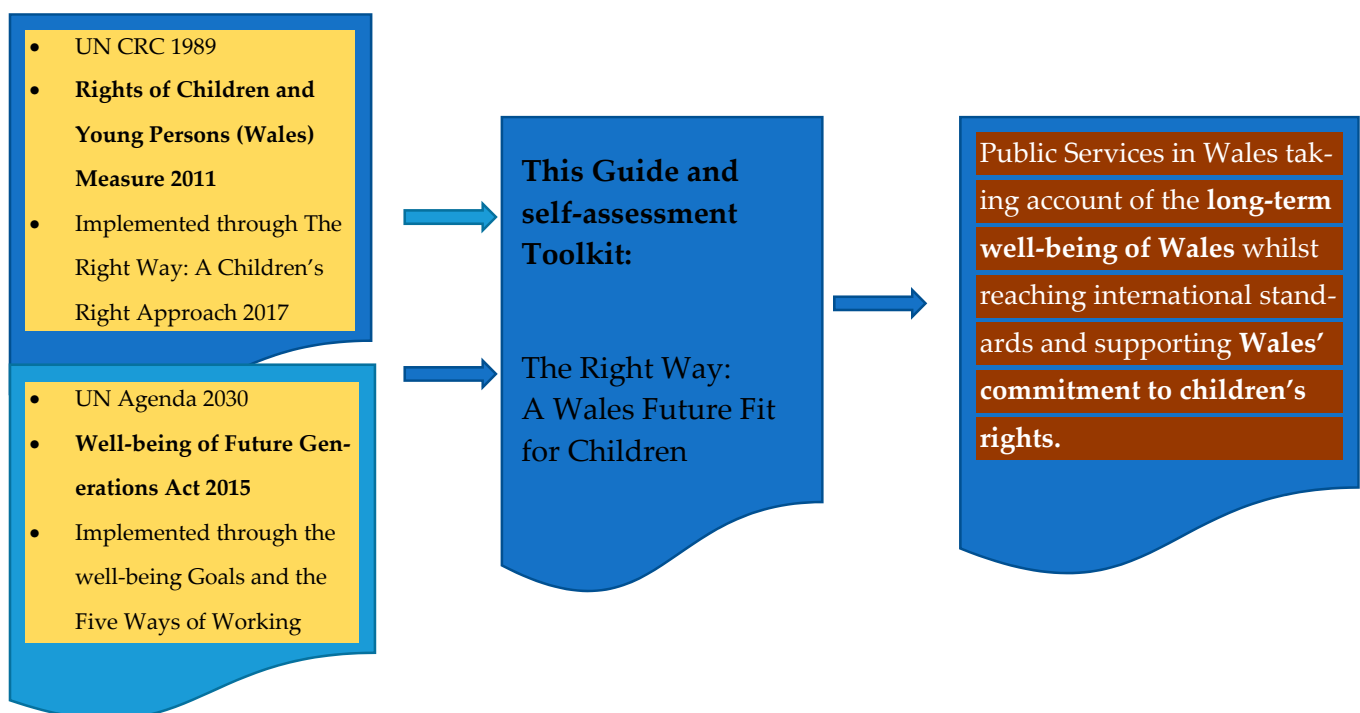 • UN CRC 1989
• Rights of Children and
Young Persons (Wales)
Measure 2011
• Implemented through The
Right Way: A Children’s
Right Approach 2017
• UN Agenda 2030
• Well-being of Future Gen-
erations Act 2015
• Implemented through the
well-being Goals and the
Five Ways of Working
This Guide and
self-assessment
Toolkit:
The Right Way:
A Wales Future Fit
for Children
Public Services in Wales tak-
ing account of the long-term
well-being of Wales whilst
reaching international stand-
ards and supporting Wales’
commitment to children’s
rights.